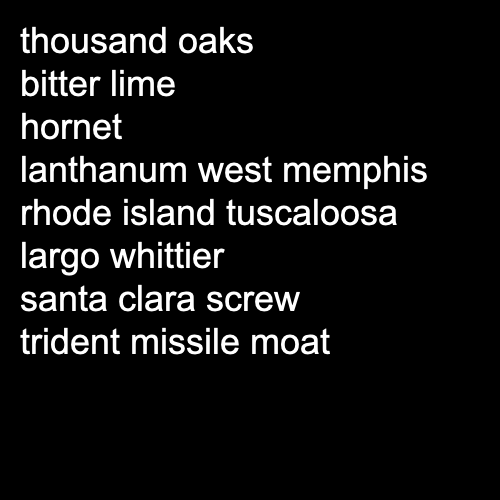 thousand oaks
bitter lime
hornet
lanthanum west memphis
rhode island tuscaloosa
largo whittier
santa clara screw
trident missile moat